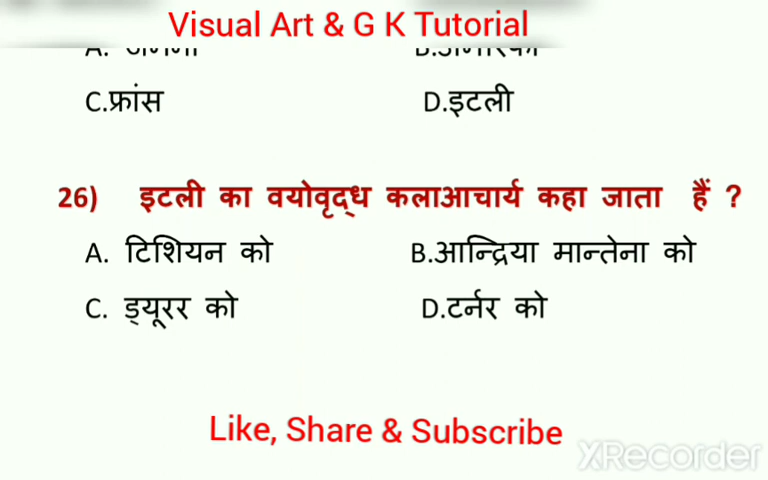 Visual Art & G K Tutorial
C.फ्रांस D.इटली
26) इटली का वयोवृद्ध कलाआचार्य कहा जाता हैं ?
A. टिशियन को B.आन्द्रिया मान्तेना को
C. ड्यूरर को D.टर्नर को
Like, Share & Subscribe
XRecorder